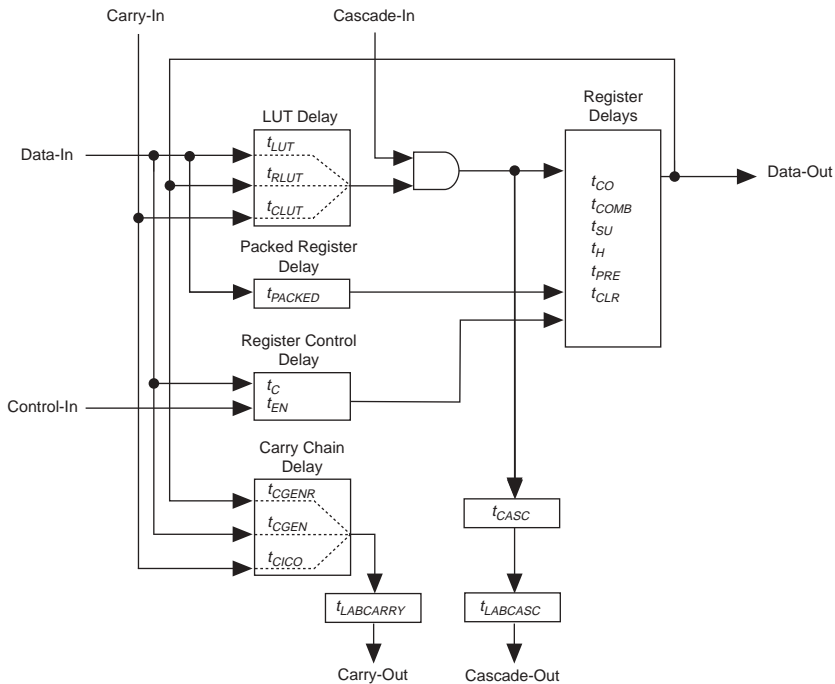 Carry-In
Cascade-In
LUT Delay
Register
Delays
Data-In
tLUT
tRLUT
tCLUT
Data-Out
tCO
tCOMB
tSU
tH
tPRE
tCLR
Packed Register
Delay
tPACKED
Register Control
Delay
tC
tEN
Control-In
Carry Chain
Delay
tCGENR
tCGEN
tCICO
tCASC
tLABCARRY
tLABCASC
Carry-Out
Cascade-Out